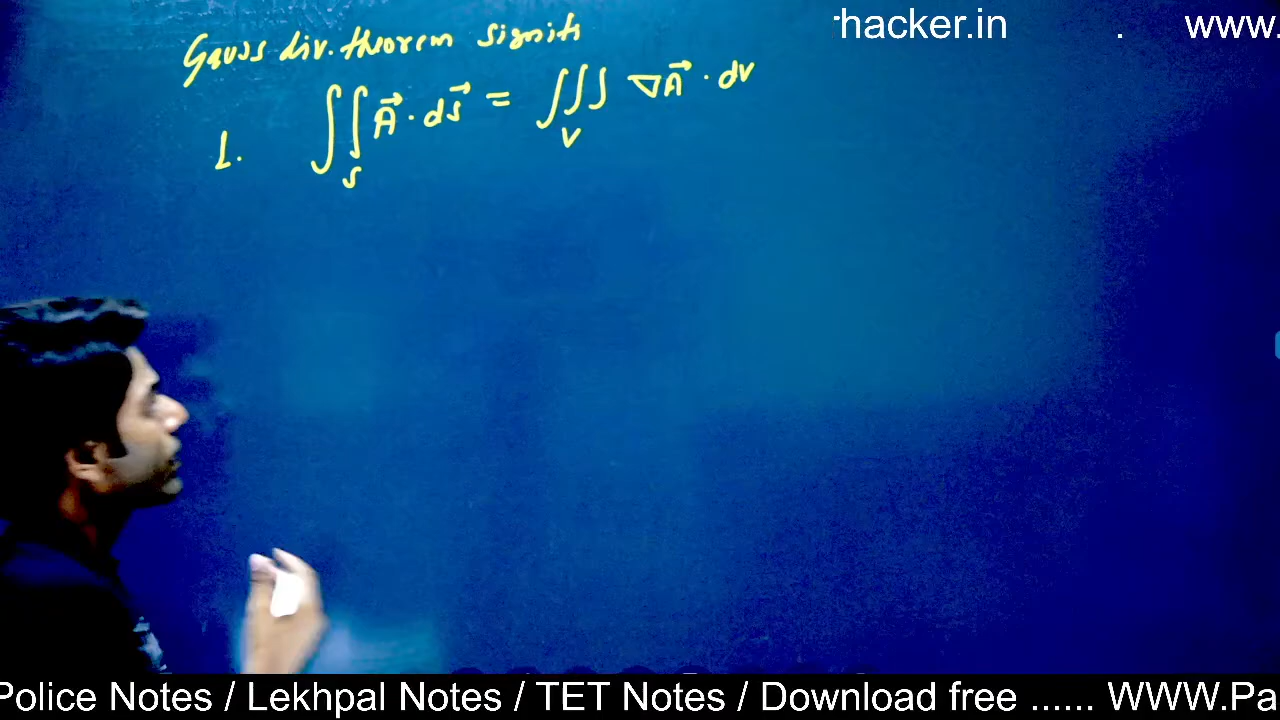 hacker.in . www.
Gauss div. theorem signifi
1. ∬_S A⃗ · dS⃗ = ∭_V ∇A⃗ · dv
Police Notes / Lekhpal Notes / TET Notes / Download free ...... WWW.Pa